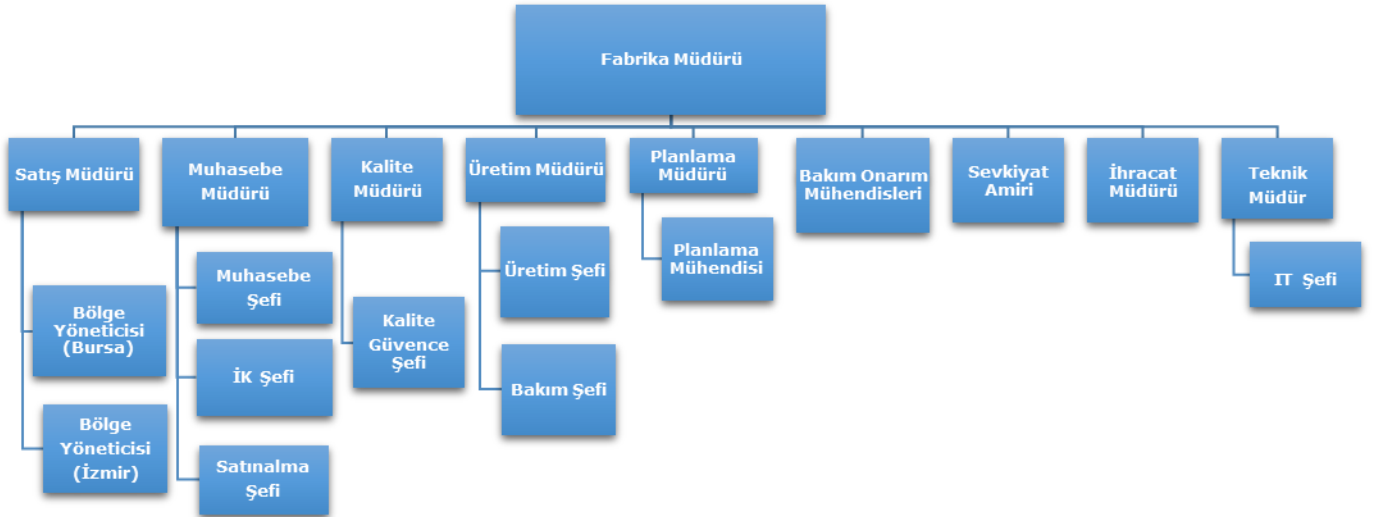 Fabrika Müdürü
Satış Müdürü
Muhasebe
Müdürü
Kalite
Müdürü
Üretim Müdürü
Planlama
Müdürü
Bakım Onarım
Mühendisleri
Sevkiyat
Amiri
İhracat
Müdürü
Teknik
Müdür
Bölge
Yöneticisi
(Bursa)
Bölge
Yöneticisi
(İzmir)
Muhasebe
Şefi
İK Şefi
Satınalma
Şefi
Kalite
Güvence
Şefi
Üretim Şefi
Bakım Şefi
Planlama
Mühendisi
IT Şefi